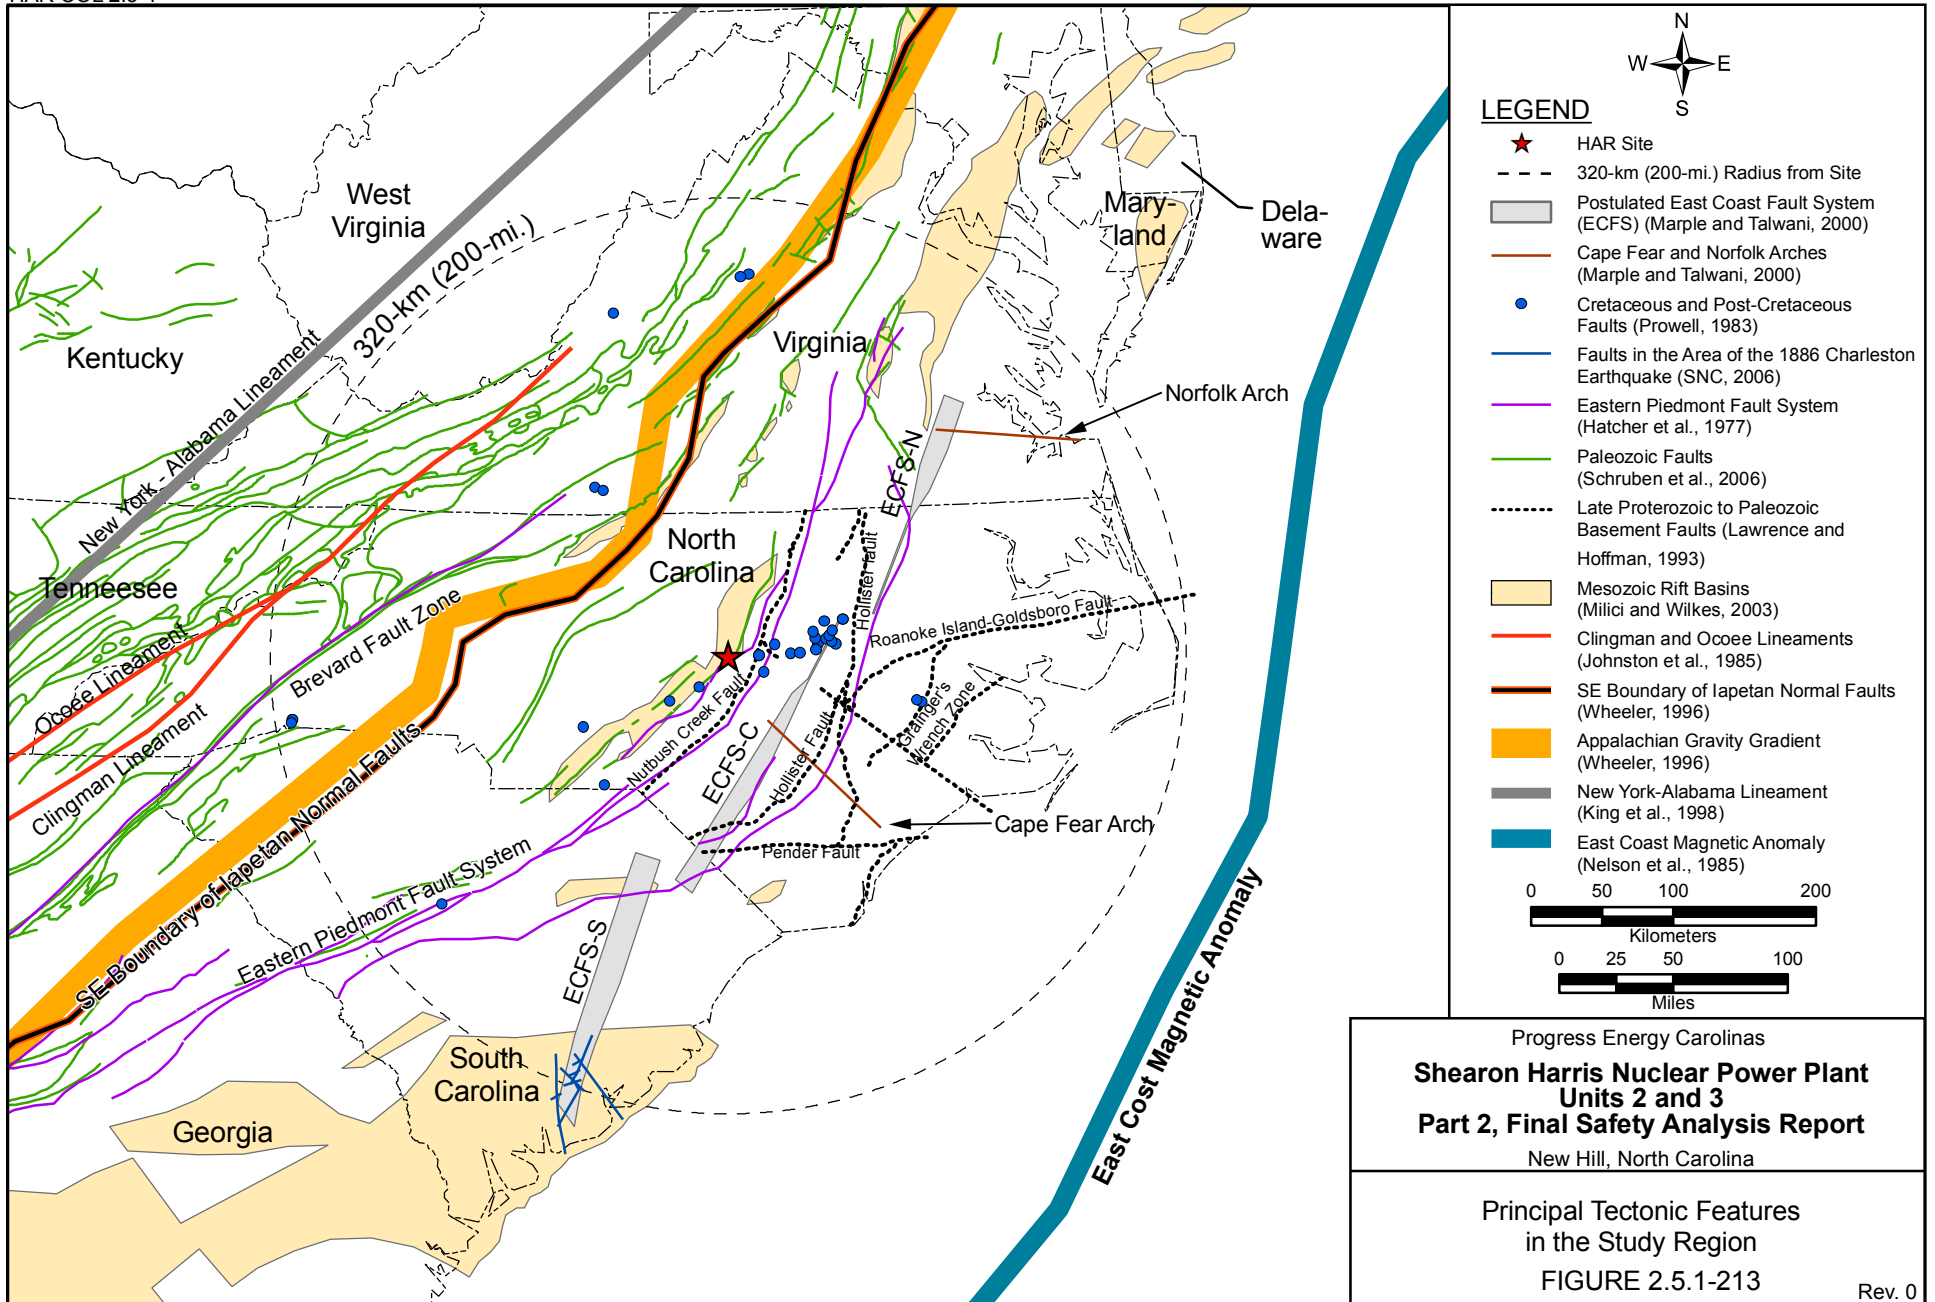 West
Virginia
320-km (200-mi.)
Mary-
land
Dela-
ware
Kentucky
New York - Alabama Lineament
Virginia
Norfolk Arch
ECFS-N
North
Carolina
Tenneesee
Hollister Fault
Roanoke Island-Goldsboro Fault
Brevard Fault Zone
Ocoee Lineament
Clingman Lineament
Nutbush Creek Fault
ECFS-C
Hollister Fault
Grainger's
Wrench Zone
Cape Fear Arch
Pender Fault
SE Boundary of Iapetan Normal Faults
Eastern Piedmont Fault System
ECFS-S
East Cost Magnetic Anomaly
South
Carolina
Georgia
N
W E
S
LEGEND
HAR Site
320-km (200-mi.) Radius from Site
Postulated East Coast Fault System
(ECFS) (Marple and Talwani, 2000)
Cape Fear and Norfolk Arches
(Marple and Talwani, 2000)
Cretaceous and Post-Cretaceous
Faults (Prowell, 1983)
Faults in the Area of the 1886 Charleston
Earthquake (SNC, 2006)
Eastern Piedmont Fault System
(Hatcher et al., 1977)
Paleozoic Faults
(Schruben et al., 2006)
Late Proterozoic to Paleozoic
Basement Faults (Lawrence and
Hoffman, 1993)
Mesozoic Rift Basins
(Milici and Wilkes, 2003)
Clingman and Ocoee Lineaments
(Johnston et al., 1985)
SE Boundary of Iapetan Normal Faults
(Wheeler, 1996)
Appalachian Gravity Gradient
(Wheeler, 1996)
New York-Alabama Lineament
(King et al., 1998)
East Coast Magnetic Anomaly
(Nelson et al., 1985)
0 50 100 200
Kilometers
0 25 50 100
Miles
Progress Energy Carolinas
Shearon Harris Nuclear Power Plant
Units 2 and 3
Part 2, Final Safety Analysis Report
New Hill, North Carolina
Principal Tectonic Features
in the Study Region
FIGURE 2.5.1-213
Rev. 0